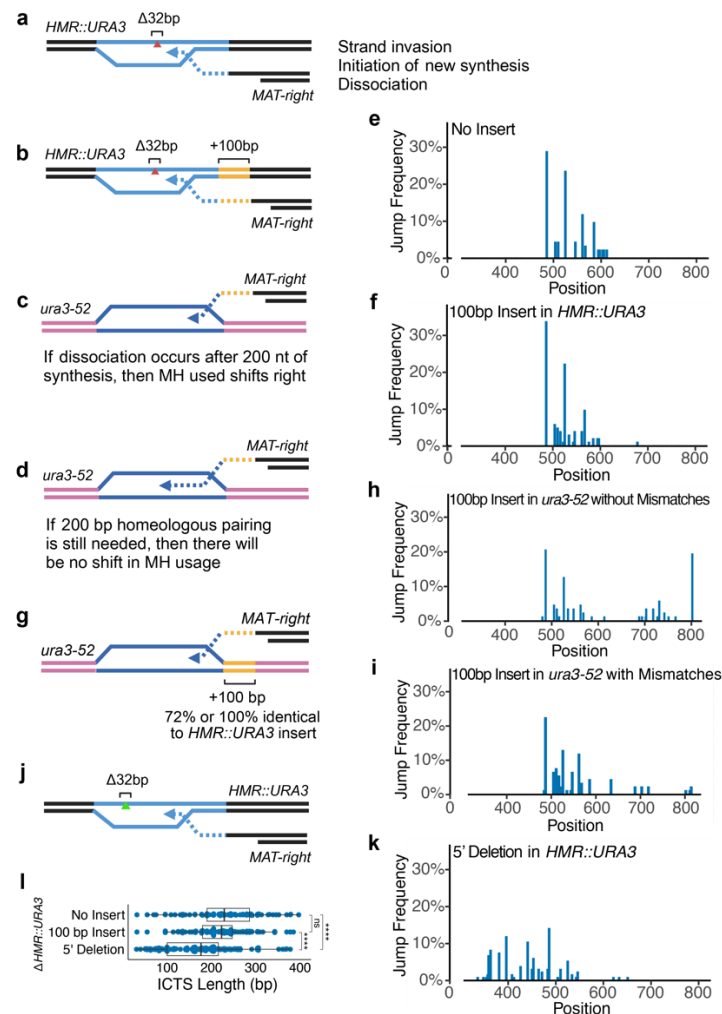 a
Δ32bp
HMR::URA3
MAT-right
Strand invasion
Initiation of new synthesis
Dissociation
b
HMR::URA3
Δ32bp
+100bp
MAT-right
c
ura3-52
MAT-right
If dissociation occurs after 200 nt of
synthesis, then MH used shifts right
d
ura3-52
MAT-right
If 200 bp homeologous pairing
is still needed, then there will
be no shift in MH usage
e
No Insert
Jump Frequency
30%
20%
10%
0%
0 400 500 600 700 800
Position
f
100bp Insert in HMR::URA3
Jump Frequency
30%
20%
10%
0%
0 400 500 600 700 800
Position
g
ura3-52
MAT-right
+100 bp
72% or 100% identical
to HMR::URA3 insert
h
100bp Insert in ura3-52 without Mismatches
Jump Frequency
30%
20%
10%
0%
0 400 500 600 700 800
Position
i
100bp Insert in ura3-52 with Mismatches
Jump Frequency
30%
20%
10%
0%
0 400 500 600 700 800
Position
j
Δ32bp
HMR::URA3
MAT-right
k
5' Deletion in HMR::URA3
Jump Frequency
30%
20%
10%
0%
0 400 500 600 700 800
Position
l
ΔHMR::URA3
No Insert
100 bp Insert
5' Deletion
ns
****
****
100 200 300 400
ICTS Length (bp)